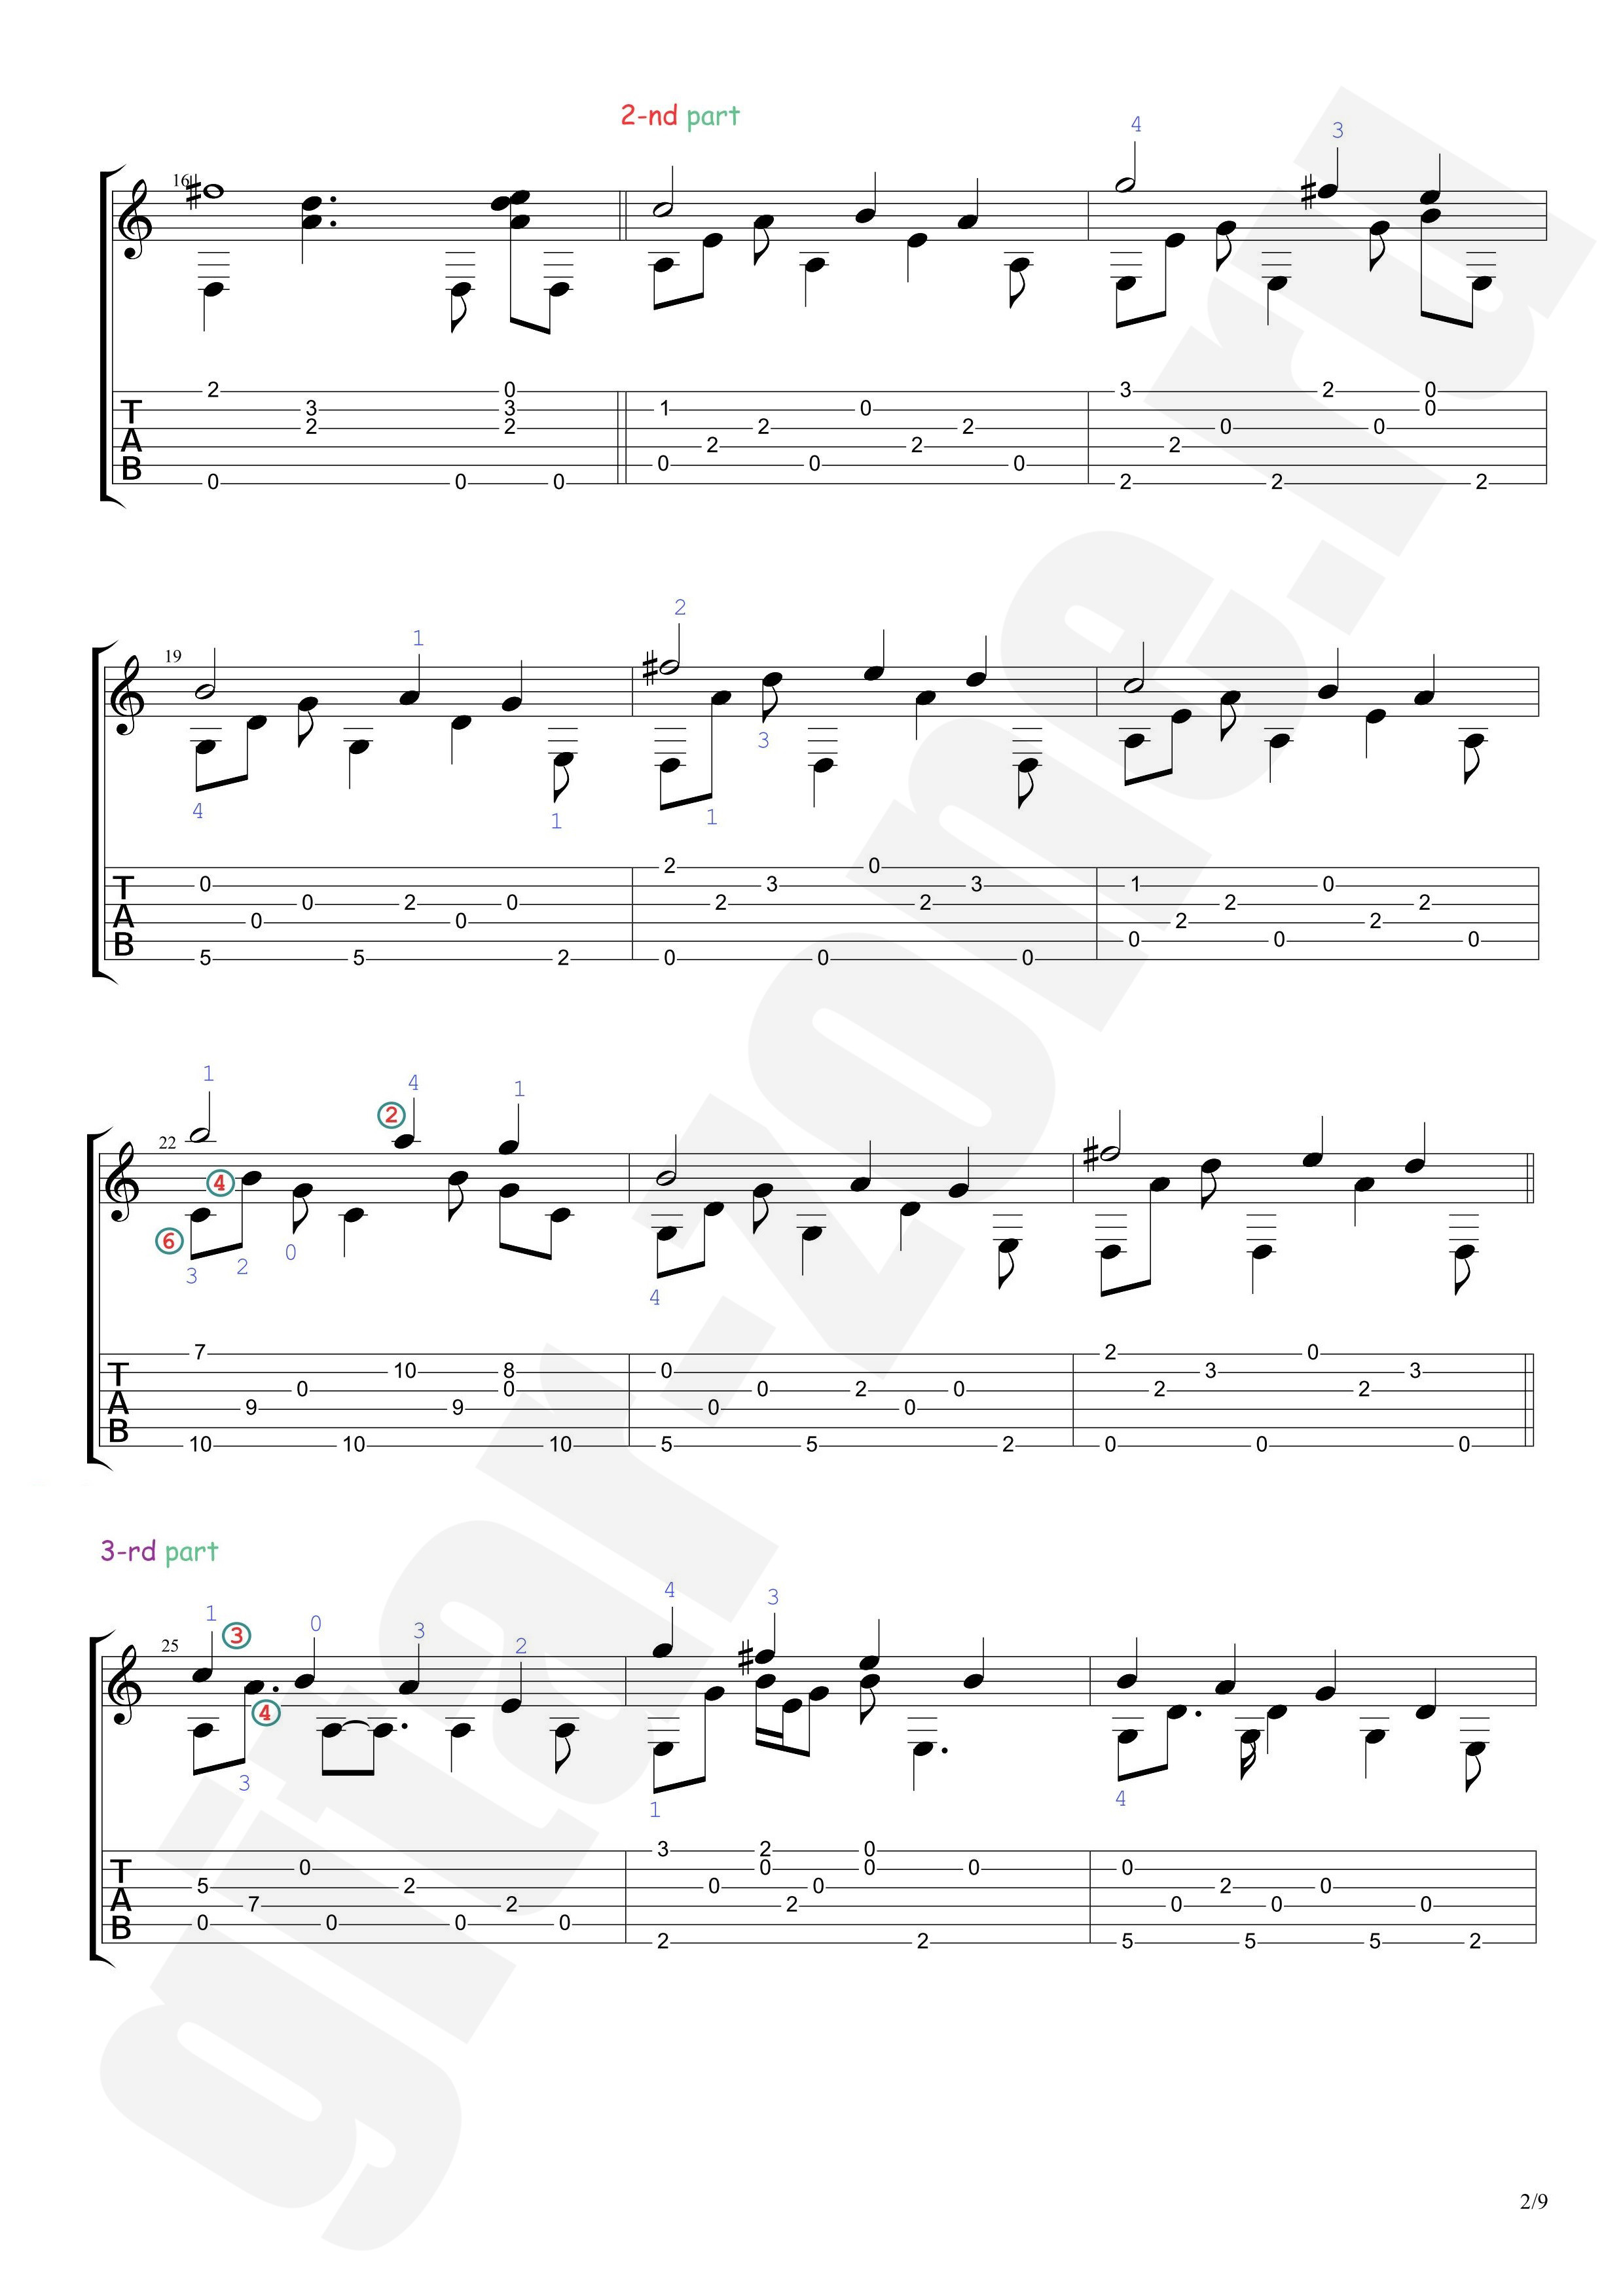 2-nd part
4 3
16
T 2 3 2 0 0 0 3 2 0 1 0 2 2 0 0 2 2 0 3 2 2 0 2 2 0 0 0 2
A
B
2
1
19
3
4 1 1
T 0 5 0 0 5 2 0 0 2 2 0 2 3 0 0 2 3 0 1 0 2 2 0 0 2 2 0
A
B
1 4 1
2
22
4
6
3 2 0
4
T 7 10 9 0 10 10 9 8 0 10 0 5 0 0 5 2 0 0 2 2 0 2 3 0 0 2 3 0
A
B
3-rd part
4 3
1 3 0 3 2
25
4
3 1 4
T 5 0 7 0 0 2 0 2 0 3 2 0 2 0 2 0 0 0 2 0 0 5 0 2 5 0 0 5 0 2
A
B
2/9
gitar-zone.ru